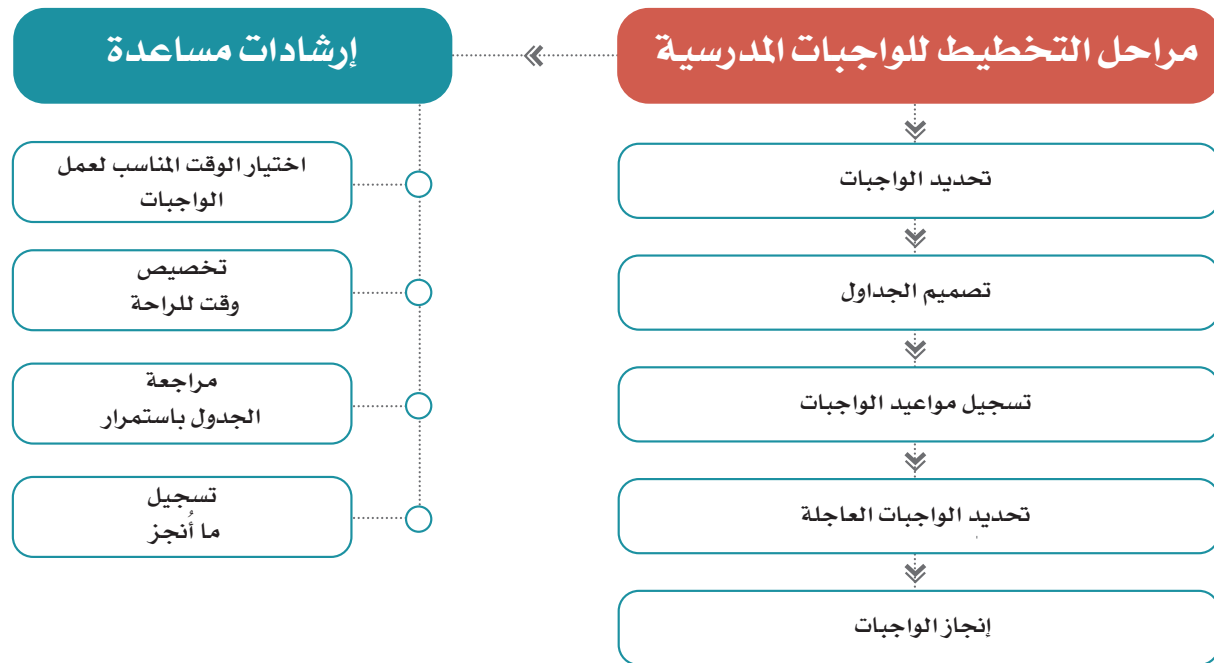 مراحل التخطيط للواجبات المدرسية
تحديد الواجبات
تصميم الجداول
تسجيل مواعيد الواجبات
تحديد الواجبات العاجلة
إنجاز الواجبات
إرشادات مساعدة
اختيار الوقت المناسب لعمل
الواجبات
تخصيص
وقت للراحة
مراجعة
الجدول باستمرار
تسجيل
ما أُنجز